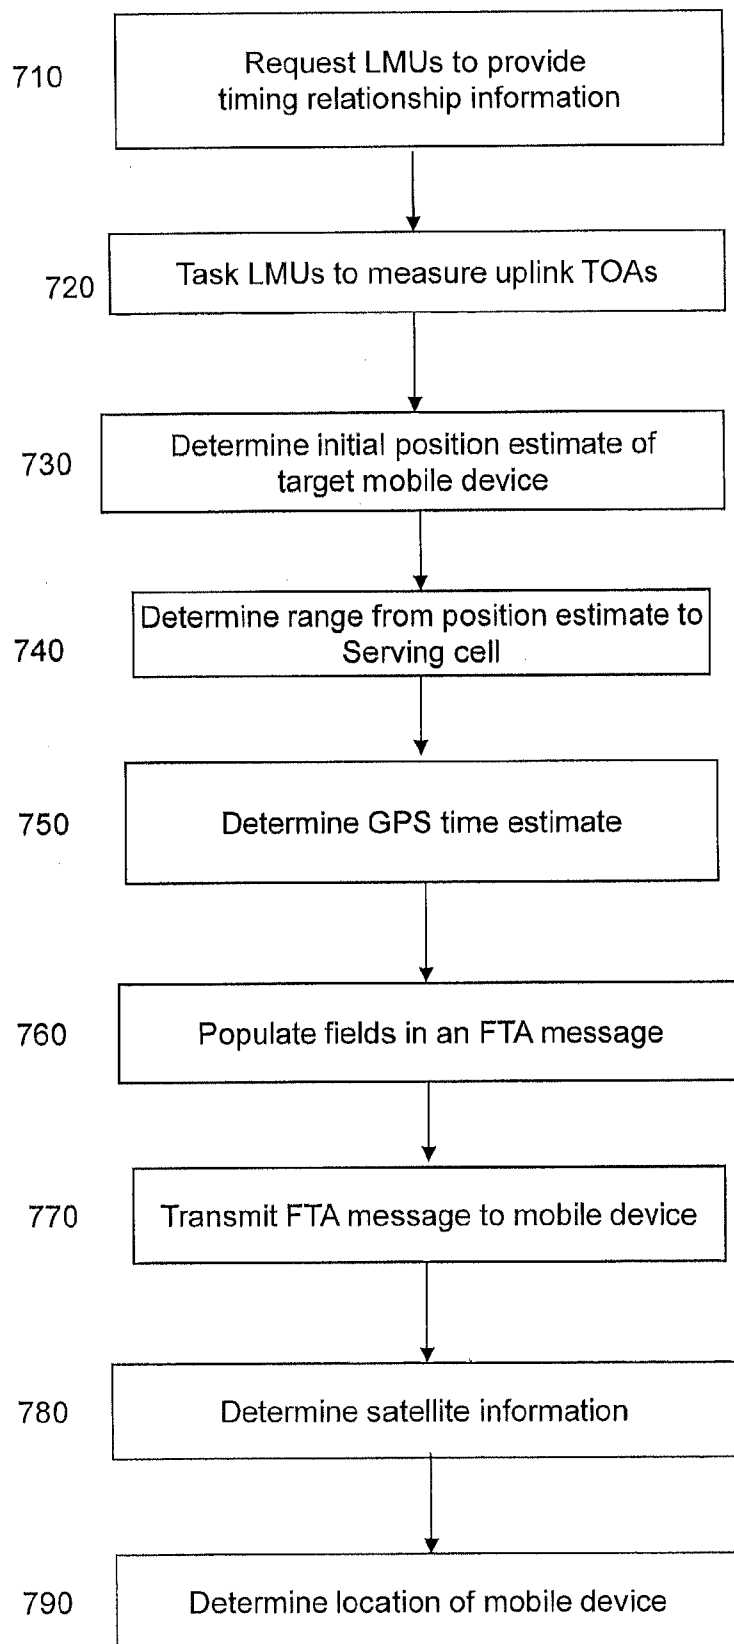 710
Request LMUs to provide
timing relationship information
720
Task LMUs to measure uplink TOAs
730
Determine initial position estimate of
target mobile device
740
Determine range from position estimate to
Serving cell
750
Determine GPS time estimate
760
Populate fields in an FTA message
770
Transmit FTA message to mobile device
780
Determine satellite information
790
Determine location of mobile device